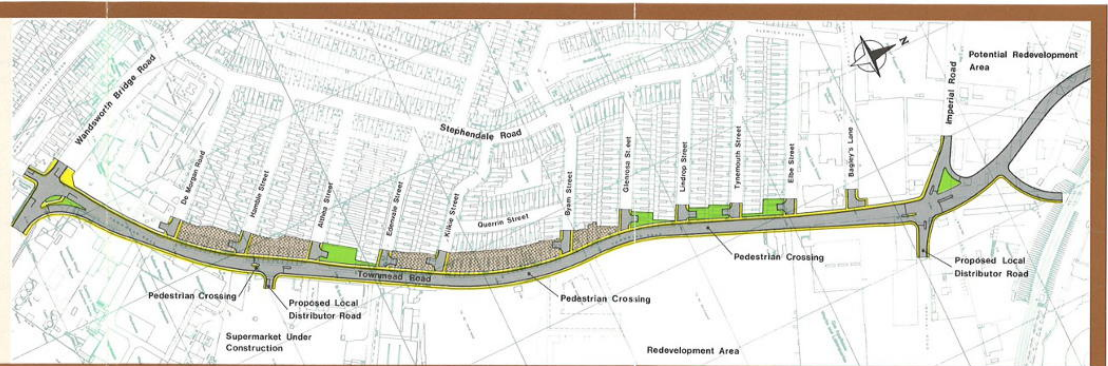 Wandsworth Bridge Road
De Morgan Road
Hamble Street
Althea Street
Edenvale Street
Kilkie Street
Querrin Street
Stephendale Road
Byam Street
Glenrosa Street
Lindrop Street
Tynemouth Street
Elbe Street
Bagley's Lane
Imperial Road
N
Potential Redevelopment
Area
Townmead Road
Pedestrian Crossing
Proposed Local
Distributor Road
Supermarket Under
Construction
Pedestrian Crossing
Pedestrian Crossing
Proposed Local
Distributor Road
Redevelopment Area